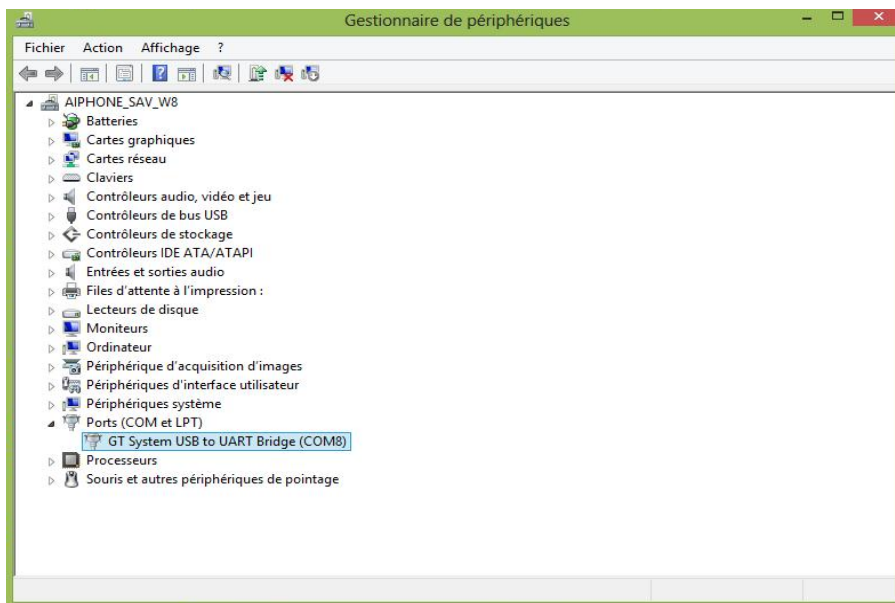 Gestionnaire de périphériques
Fichier Action Affichage ?
AIPHONE_SAV_W8
Batteries
Cartes graphiques
Cartes réseau
Claviers
Contrôleurs audio, vidéo et jeu
Contrôleurs de bus USB
Contrôleurs de stockage
Contrôleurs IDE ATA/ATAPI
Entrées et sorties audio
Files d'attente à l'impression :
Lecteurs de disque
Moniteurs
Ordinateur
Périphérique d'acquisition d'images
Périphériques d'interface utilisateur
Périphériques système
Ports (COM et LPT)
GT System USB to UART Bridge (COM8)
Processeurs
Souris et autres périphériques de pointage